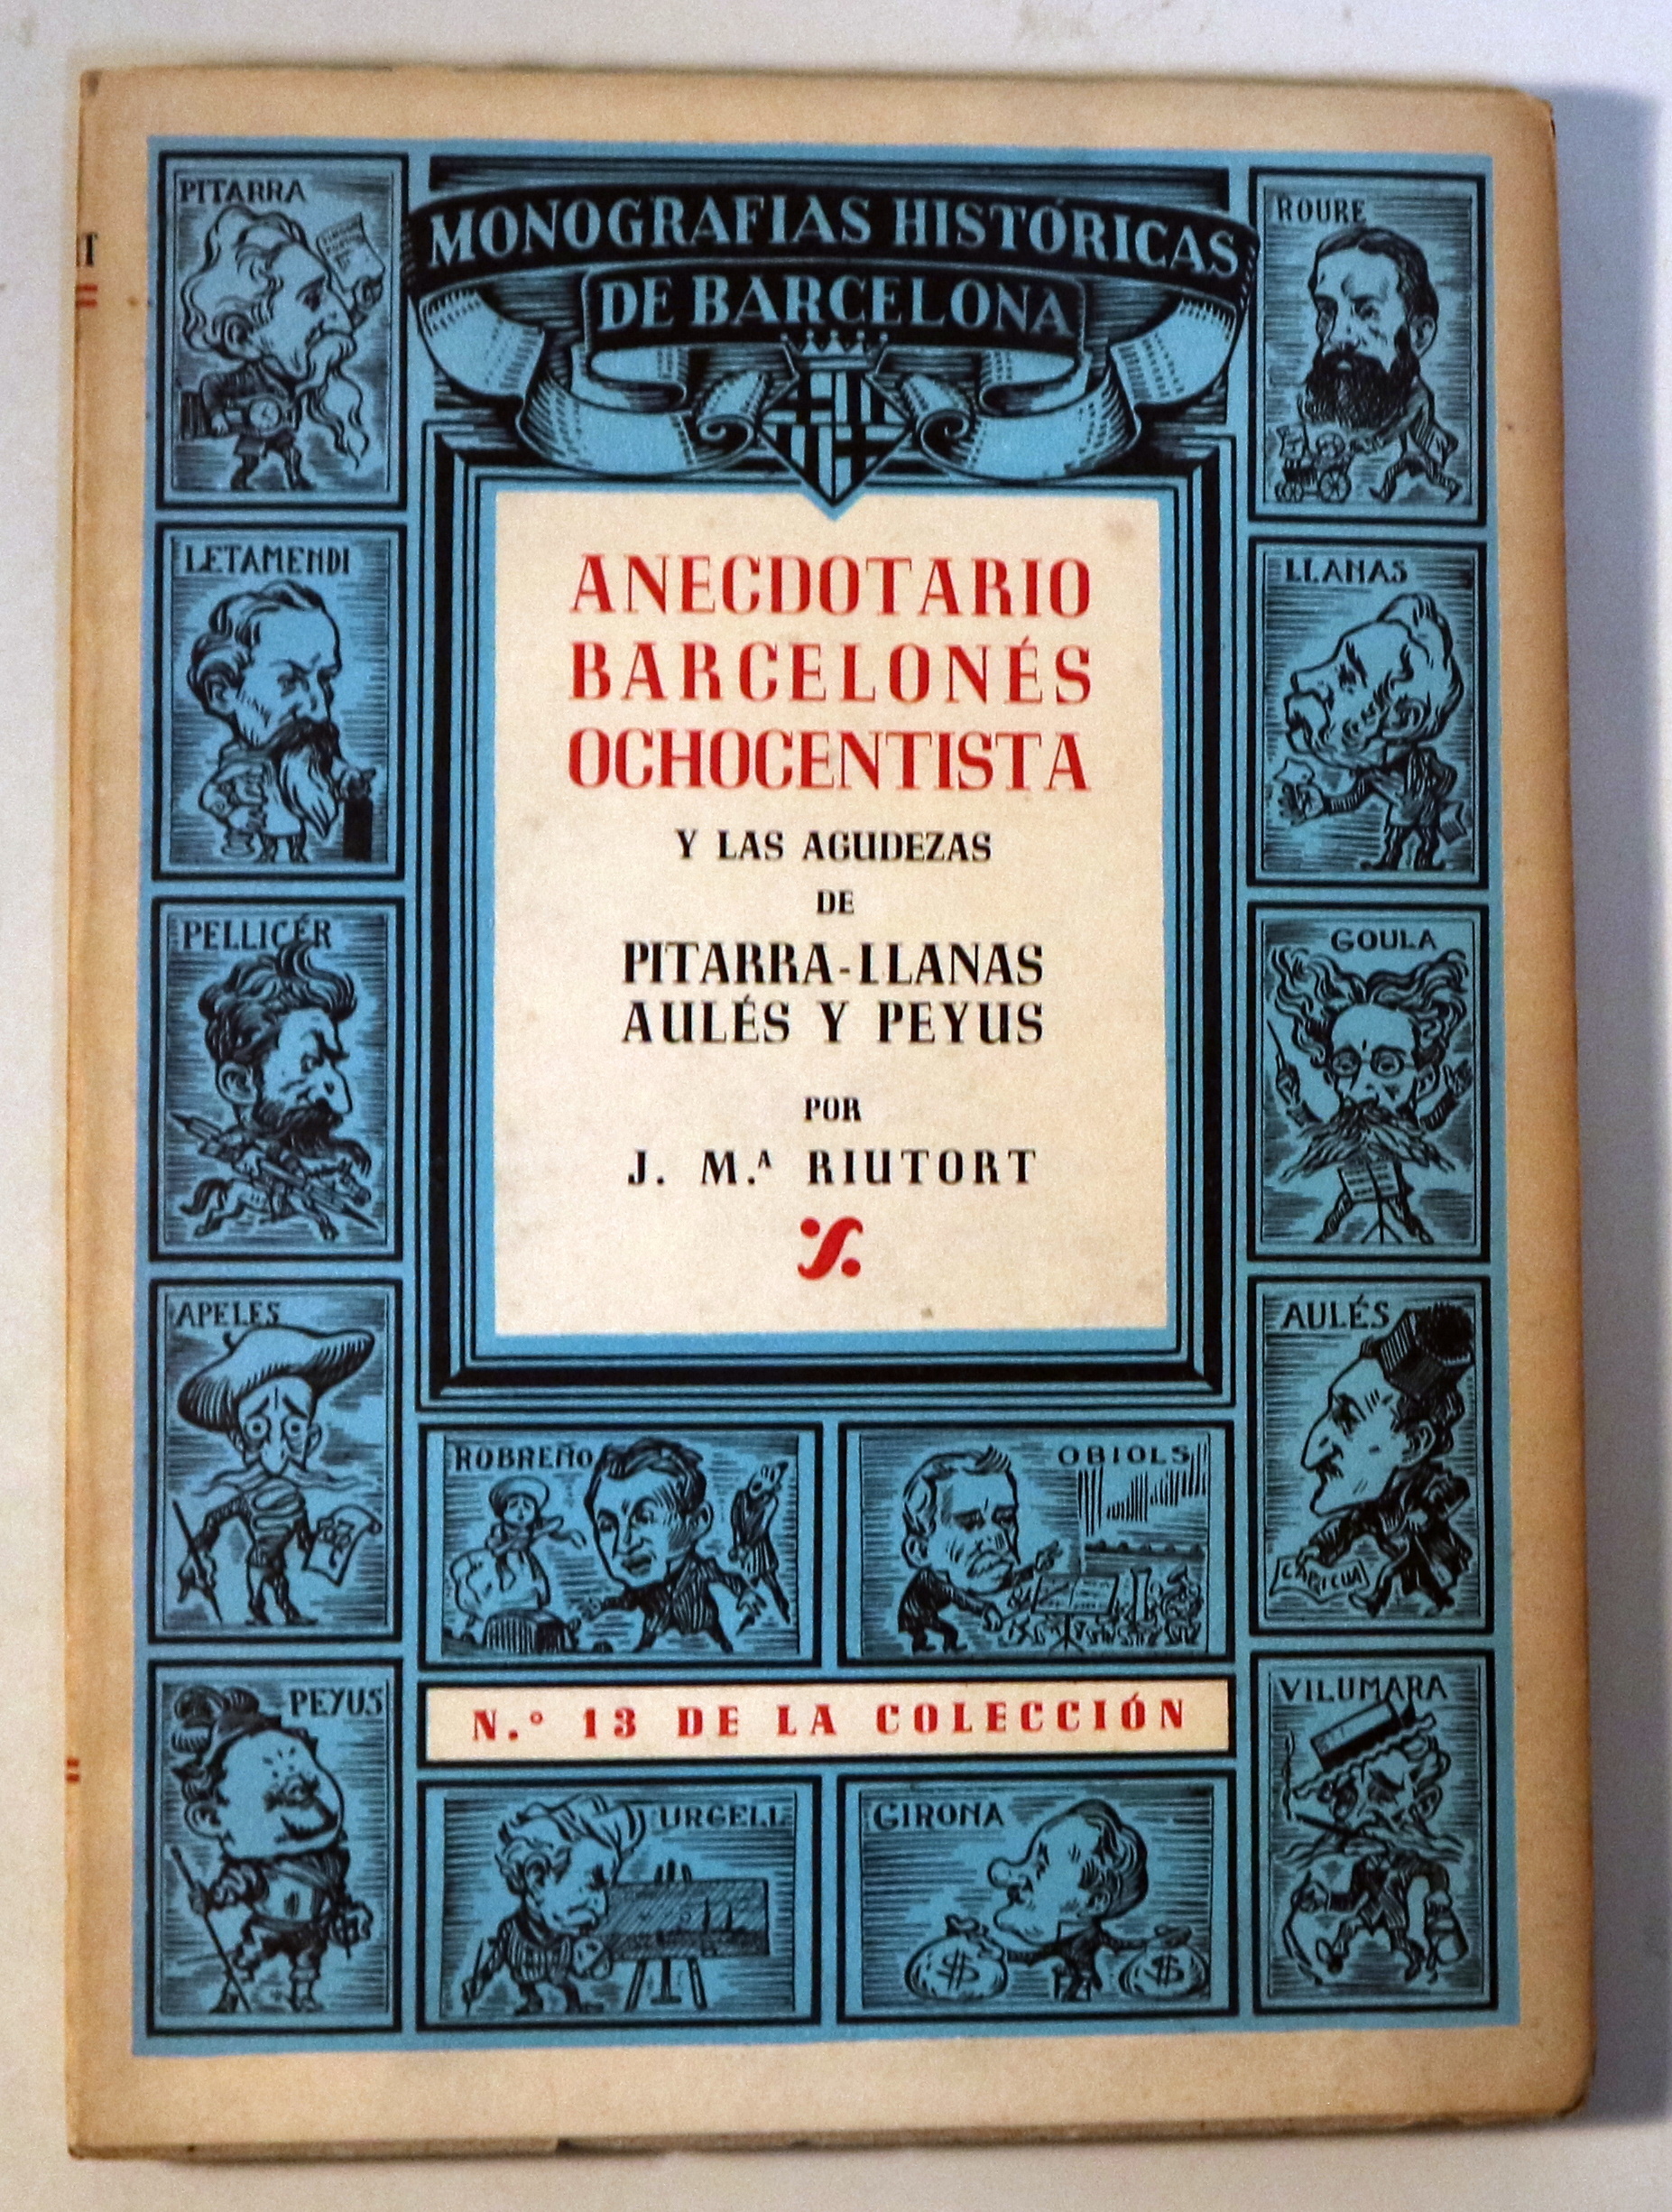 MONOGRAFIAS HISTÓRICAS
DE BARCELONA
ANECDOTARIO
BARCELONÉS
OCHOCENTISTA
Y LAS AGUDEZAS
DE
PITARRA-LLANAS
AULÉS Y PEYUS
POR
J. M.ᴬ RIUTORT
PITARRA
LETAMENDI
PELLICÉR
APELES
PEYUS
ROURE
LLANAS
GOULA
AULÉS
VILUMARA
ROBREÑO
OBIOLS
N.º 13 DE LA COLECCIÓN
URGELL
GIRONA
$
$